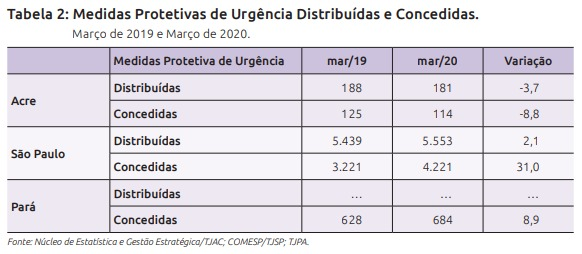 Tabela 2: Medidas Protetivas de Urgência Distribuídas e Concedidas.
Março de 2019 e Março de 2020.
Medidas Protetiva de Urgência mar/19 mar/20 Variação
Acre
Distribuídas 188 181 -3,7
Concedidas 125 114 -8,8
São Paulo
Distribuídas 5.439 5.553 2,1
Concedidas 3.221 4.221 31,0
Pará
Distribuídas ... ... ...
Concedidas 628 684 8,9
Fonte: Núcleo de Estatística e Gestão Estratégica/TJAC; COMESP/TJSP; TJPA.